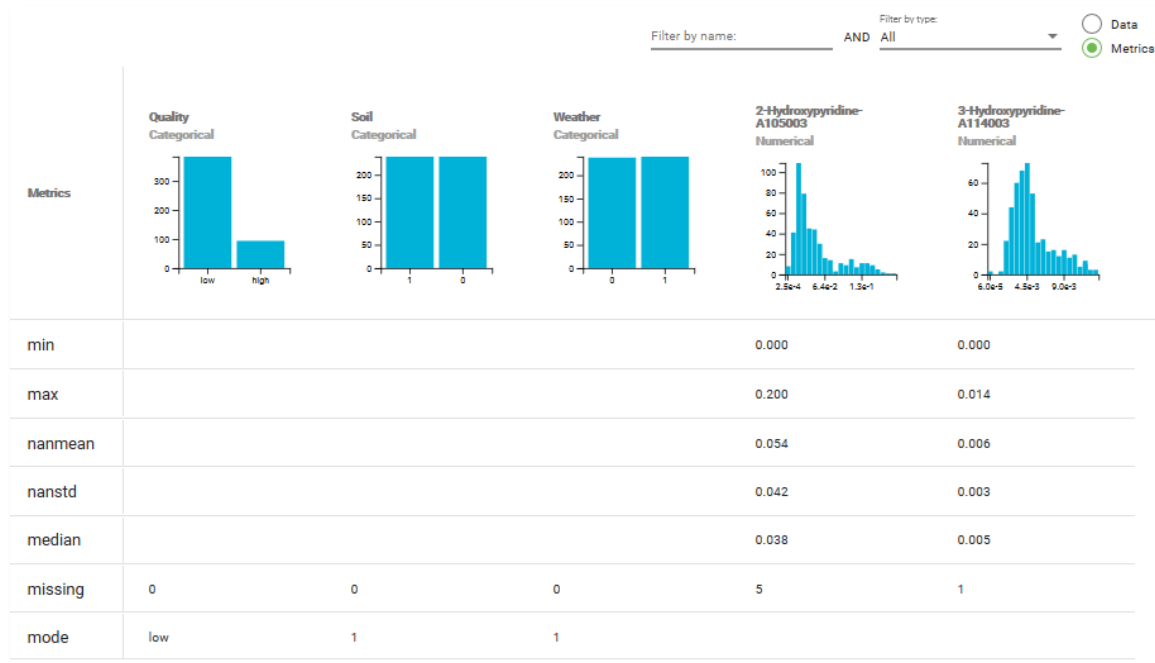 Filter by type:
Filter by name: AND All
Data
Metrics
Metrics
Quality
Categorical
300
200
100
0
low high
Soil
Categorical
200
150
100
50
0
1 0
Weather
Categorical
200
150
100
50
0
0 1
2-Hydroxypyridine-
A105003
Numerical
100
80
60
40
20
0
2.5e-4 6.4e-2 1.3e-1
3-Hydroxypyridine-
A114003
Numerical
60
40
20
0
6.0e-5 4.5e-3 9.0e-3
min 0.000 0.000
max 0.200 0.014
nanmean 0.054 0.006
nanstd 0.042 0.003
median 0.038 0.005
missing 0 0 0 5 1
mode low 1 1